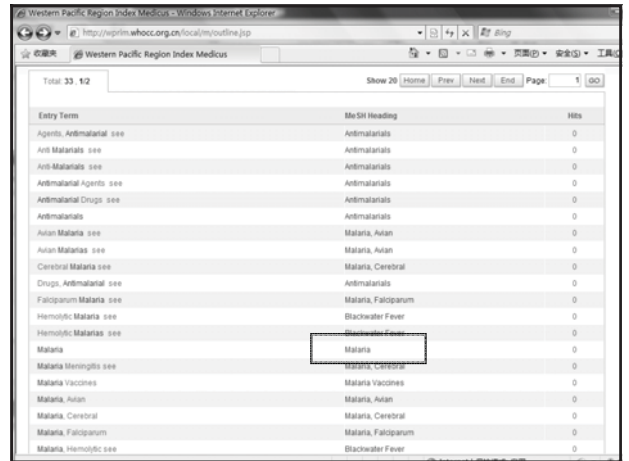 Western Pacific Region Index Medicus - Windows Internet Explorer
http://wprim.whocc.org.cn/local/m/outline.jsp
Bing
收藏夹 Western Pacific Region Index Medicus 页面(P) 安全(S)
Total 33 , 1/2 Show 20 Home Prev Next End Page: 1 GO
Entry Term MeSH Heading Hits
Agents, Antimalarial see Antimalarials 0
Anti Malarials see Antimalarials 0
Anti-Malarials see Antimalarials 0
Antimalarial Agents see Antimalarials 0
Antimalarial Drugs see Antimalarials 0
Antimalarials Antimalarials 0
Avian Malaria see Malaria, Avian 0
Avian Malarias see Malaria, Avian 0
Cerebral Malaria see Malaria, Cerebral 0
Drugs, Antimalarial see Antimalarials 0
Falciparum Malaria see Malaria, Falciparum 0
Hemolytic Malaria see Blackwater Fever 0
Hemolytic Malarias see Blackwater Fever 0
Malaria Malaria 0
Malaria Meningitis see Malaria, Cerebral 0
Malaria Vaccines Malaria Vaccines 0
Malaria, Avian Malaria, Avian 0
Malaria, Cerebral Malaria, Cerebral 0
Malaria, Falciparum Malaria, Falciparum 0
Malaria, Hemolytic see Blackwater Fever 0